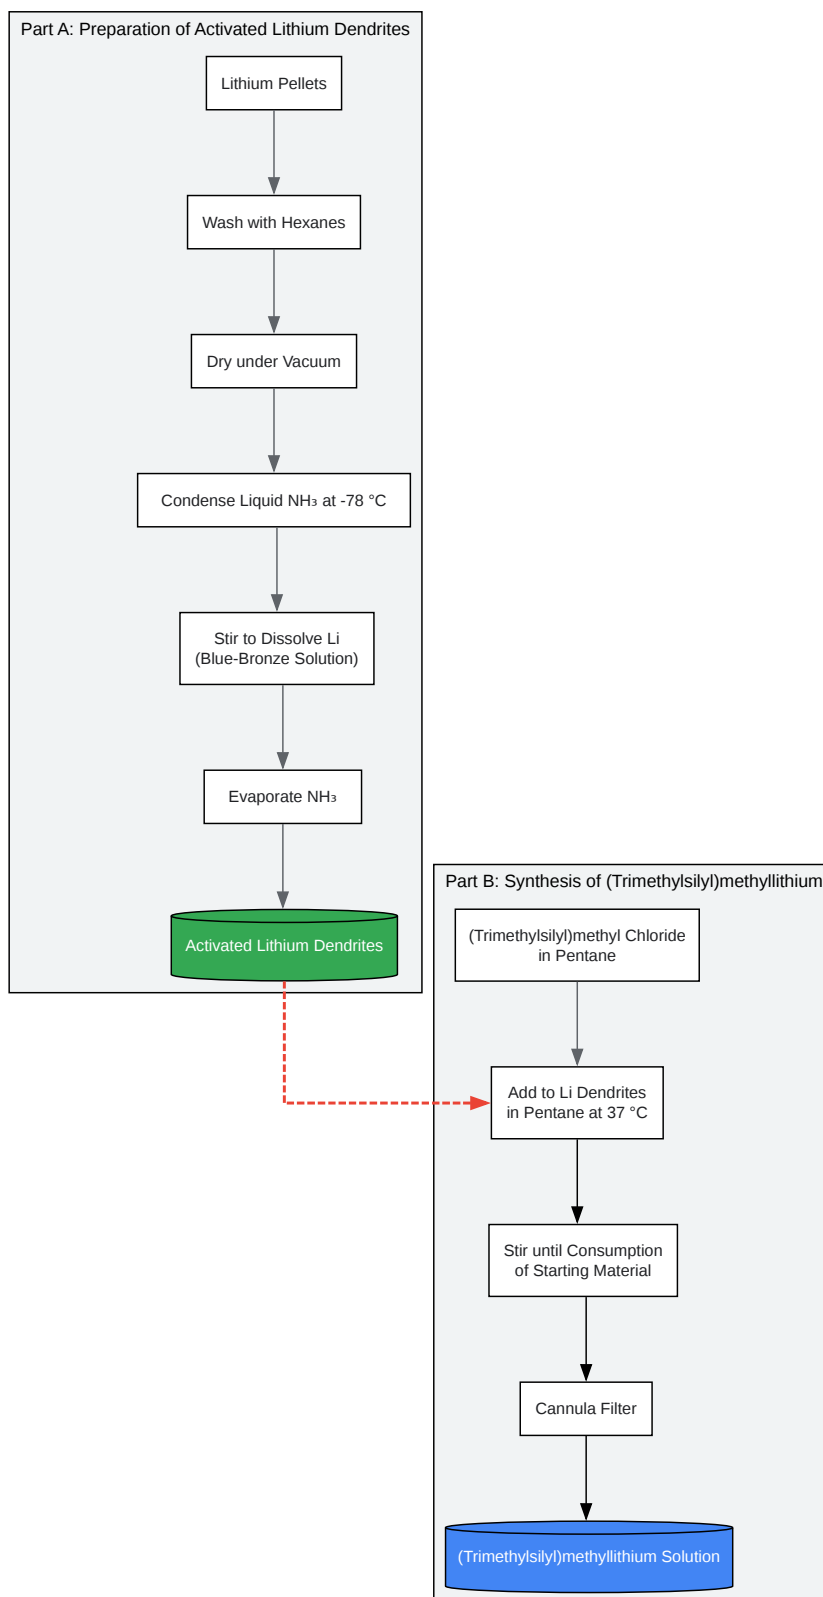 Part A: Preparation of Activated Lithium Dendrites
Lithium Pellets
Wash with Hexanes
Dry under Vacuum
Condense Liquid NH₃ at -78 °C
Stir to Dissolve Li
(Blue-Bronze Solution)
Evaporate NH₃
Activated Lithium Dendrites
Part B: Synthesis of (Trimethylsilyl)methyllithium
(Trimethylsilyl)methyl Chloride
in Pentane
Add to Li Dendrites
in Pentane at 37 °C
Stir until Consumption
of Starting Material
Cannula Filter
(Trimethylsilyl)methyllithium Solution